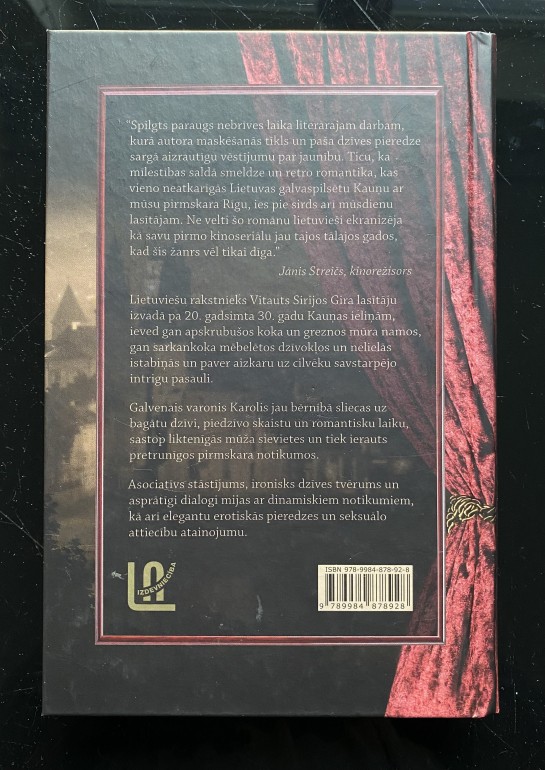 "Spilgts paraugs nebrīves laika literārajam darbam,
kurā autora maskēšanās tīkls un paša dzīves pieredze
sargā aizrautīgu vēstījumu par jaunību. Ticu, ka
mīlestības saldā smeldze un retro romantika, kas
vieno neatkarīgās Lietuvas galvaspilsētu Kauņu ar
mūsu pirmskara Rīgu, ies pie sirds arī mūsdienu
lasītājam. Ne velti šo romānu lietuvieši ekranizēja
kā savu pirmo kinoseriālu jau tajos tālajos gados,
kad šis žanrs vēl tikai dīga."
Jānis Streičs, kinorežisors
Lietuviešu rakstnieks Vītauts Sirijos Gira lasītāju
izvadā pa 20. gadsimta 30. gadu Kauņas ieliņām,
ieved gan apskrubušos koka un greznos mūra namos,
gan sarkankoka mēbelētos dzīvokļos un nelielās
istabiņās un paver aizkaru uz cilvēku savstarpējo
intrigu pasauli.
Galvenais varonis Karolis jau bērnībā sliecas uz
bagātu dzīvi, piedzīvo skaistu un romantisku laiku,
sastop liktenīgās mūža sievietes un tiek ierauts
pretrunīgos pirmskara notikumos.
Asociatīvs stāstījums, ironisks dzīves tvērums un
asprātīgi dialogi mijas ar dinamiskiem notikumiem,
kā arī elegantu erotiskās pieredzes un seksuālo
attiecību atainojumu.
IZDEVNIECĪBA
ISBN 978-9984-878-92-8
9 789984 878928